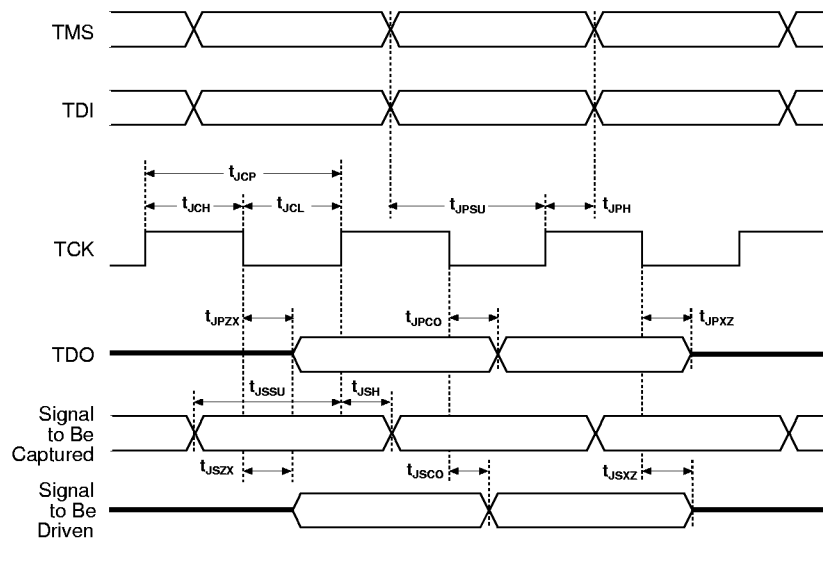 TMS
TDI
tJCP
tJCH
tJCL
tJPSU
tJPH
TCK
tJPZX
tJPCO
tJPXZ
TDO
tJSSU
tJSH
Signal
to Be
Captured
tJSZX
tJSCO
tJSXZ
Signal
to Be
Driven